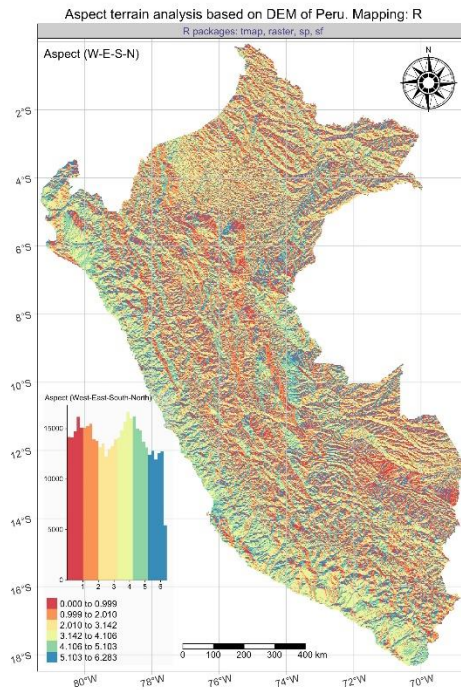 Aspect terrain analysis based on DEM of Peru. Mapping: R
R packages: tmap, raster, sp, sf
Aspect (W-E-S-N)
N
2°S
4°S
6°S
8°S
10°S
12°S
14°S
16°S
18°S
Aspect (West-East-South-North)
15000
10000
5000
0
1 2 3 4 5 6
0.000 to 0.999
0.999 to 2.010
2.010 to 3.142
3.142 to 4.106
4.106 to 5.103
5.103 to 6.283
0 100 200 300 400 km
80°W 78°W 76°W 74°W 72°W 70°W